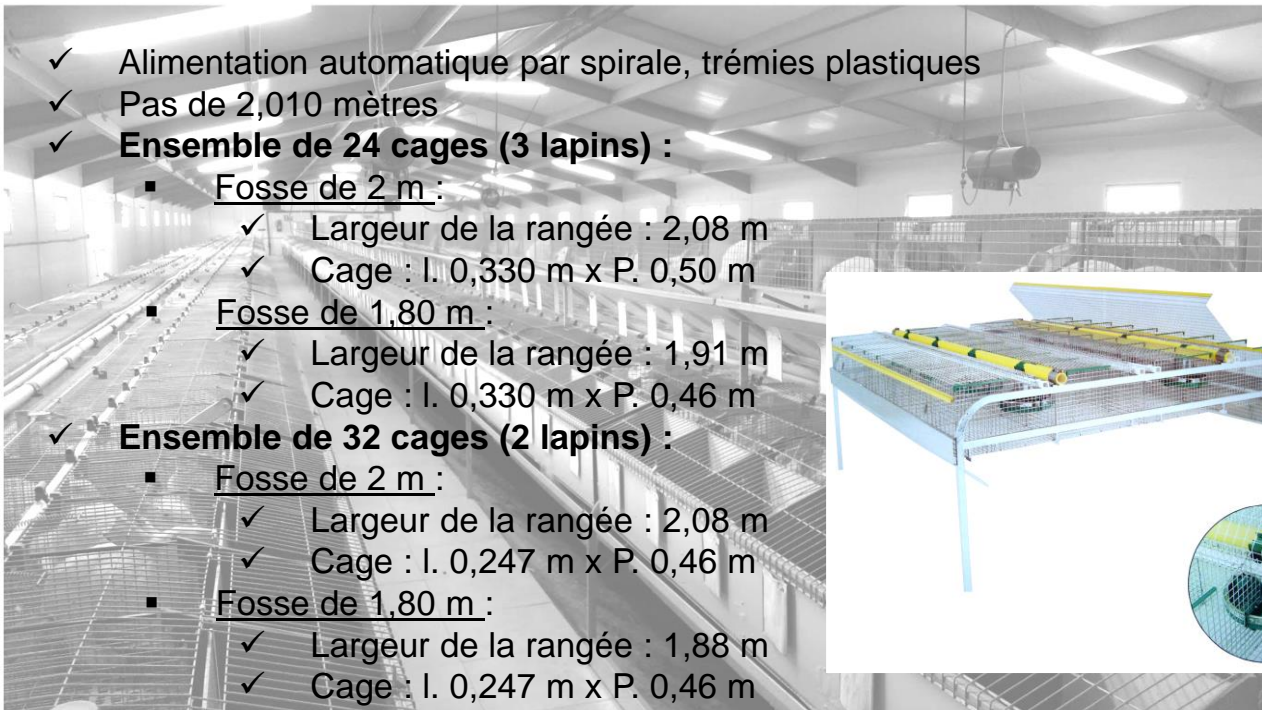 ✓ Alimentation automatique par spirale, trémies plastiques
✓ Pas de 2,010 mètres
✓ Ensemble de 24 cages (3 lapins) :
▪ Fosse de 2 m :
✓ Largeur de la rangée : 2,08 m
✓ Cage : l. 0,330 m x P. 0,50 m
▪ Fosse de 1,80 m :
✓ Largeur de la rangée : 1,91 m
✓ Cage : l. 0,330 m x P. 0,46 m
✓ Ensemble de 32 cages (2 lapins) :
▪ Fosse de 2 m :
✓ Largeur de la rangée : 2,08 m
✓ Cage : l. 0,247 m x P. 0,46 m
▪ Fosse de 1,80 m :
✓ Largeur de la rangée : 1,88 m
✓ Cage : l. 0,247 m x P. 0,46 m